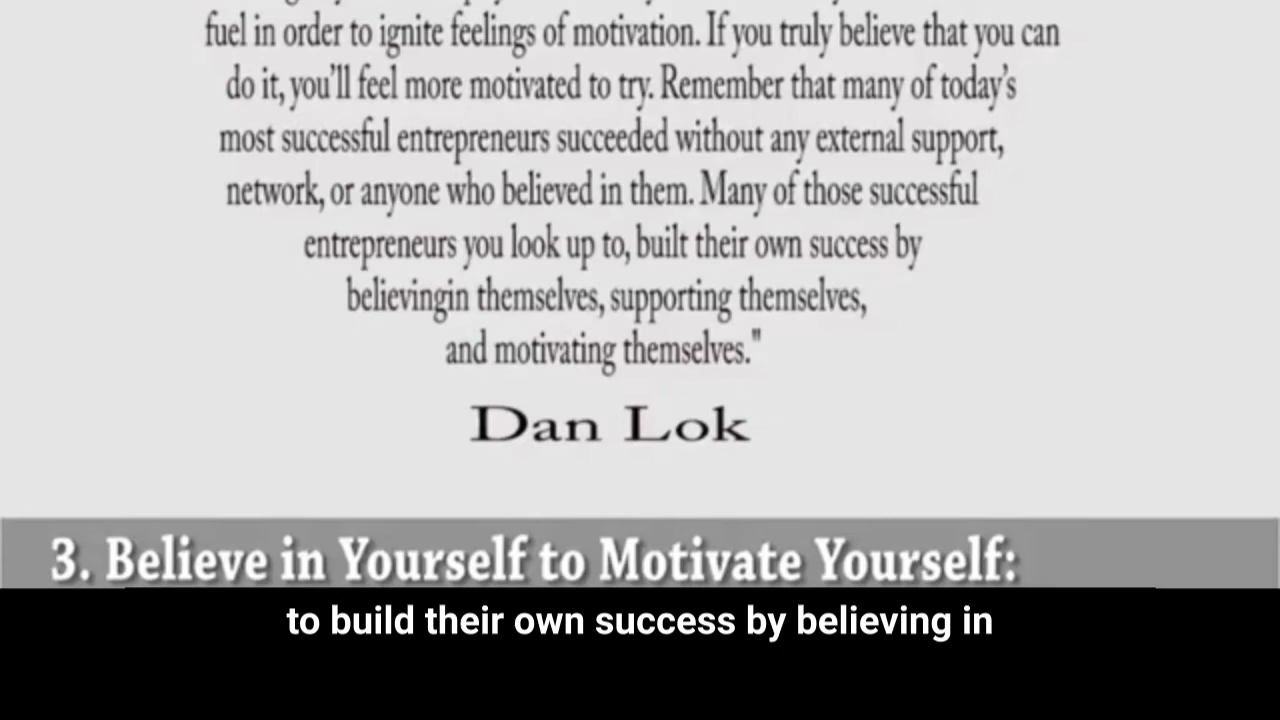 fuel in order to ignite feelings of motivation. If you truly believe that you can
do it, you'll feel more motivated to try. Remember that many of today's
most successful entrepreneurs succeeded without any external support,
network, or anyone who believed in them. Many of those successful
entrepreneurs you look up to, built their own success by
believingin themselves, supporting themselves,
and motivating themselves."
Dan Lok
3. Believe in Yourself to Motivate Yourself:
to build their own success by believing in